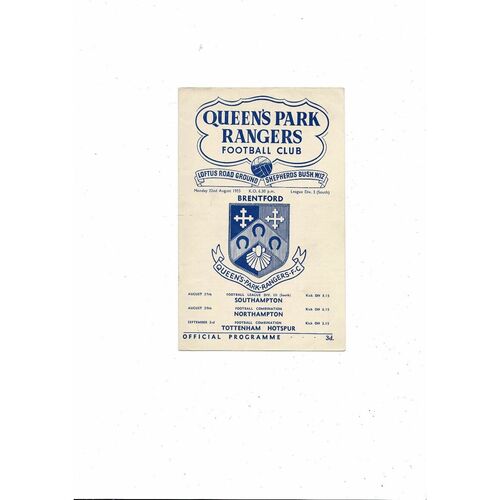 QUEEN'S PARK
RANGERS
FOOTBALL CLUB
LOFTUS ROAD GROUND SHEPHERDS BUSH W12
Monday 22nd August 1955 K.O. 6.30 p.m. League Div. 3 (South)
BRENTFORD
QUEEN'S·PARK·RANGERS·F·C
AUGUST 27th FOOTBALL LEAGUE DIV. III (South) Kick Off 3.15
SOUTHAMPTON
AUGUST 29th FOOTBALL COMBINATION Kick Off 6.15
NORTHAMPTON
SEPTEMBER 3rd FOOTBALL COMBINATION Kick Off 3.15
TOTTENHAM HOTSPUR
OFFICIAL PROGRAMME 3d.